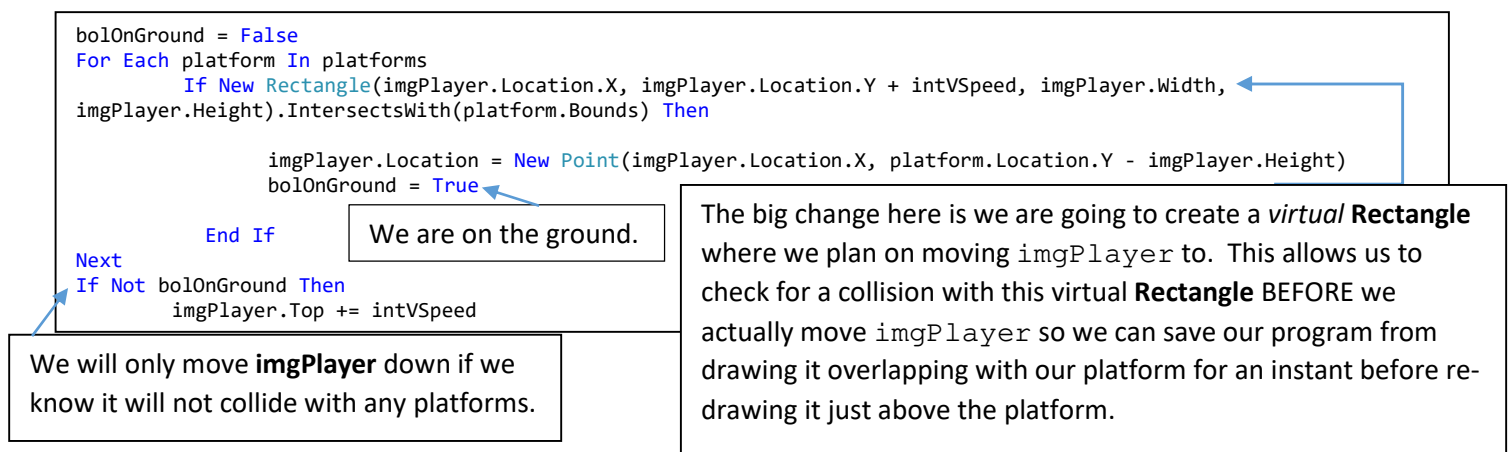 bolOnGround = False
For Each platform In platforms
If New Rectangle(imgPlayer.Location.X, imgPlayer.Location.Y + intVSpeed, imgPlayer.Width,
imgPlayer.Height).IntersectsWith(platform.Bounds) Then
imgPlayer.Location = New Point(imgPlayer.Location.X, platform.Location.Y - imgPlayer.Height)
bolOnGround = True
We are on the ground.
End If
Next
If Not bolOnGround Then
imgPlayer.Top += intVSpeed
The big change here is we are going to create a virtual Rectangle
where we plan on moving imgPlayer to. This allows us to
check for a collision with this virtual Rectangle BEFORE we
actually move imgPlayer so we can save our program from
drawing it overlapping with our platform for an instant before re-
drawing it just above the platform.
We will only move imgPlayer down if we
know it will not collide with any platforms.